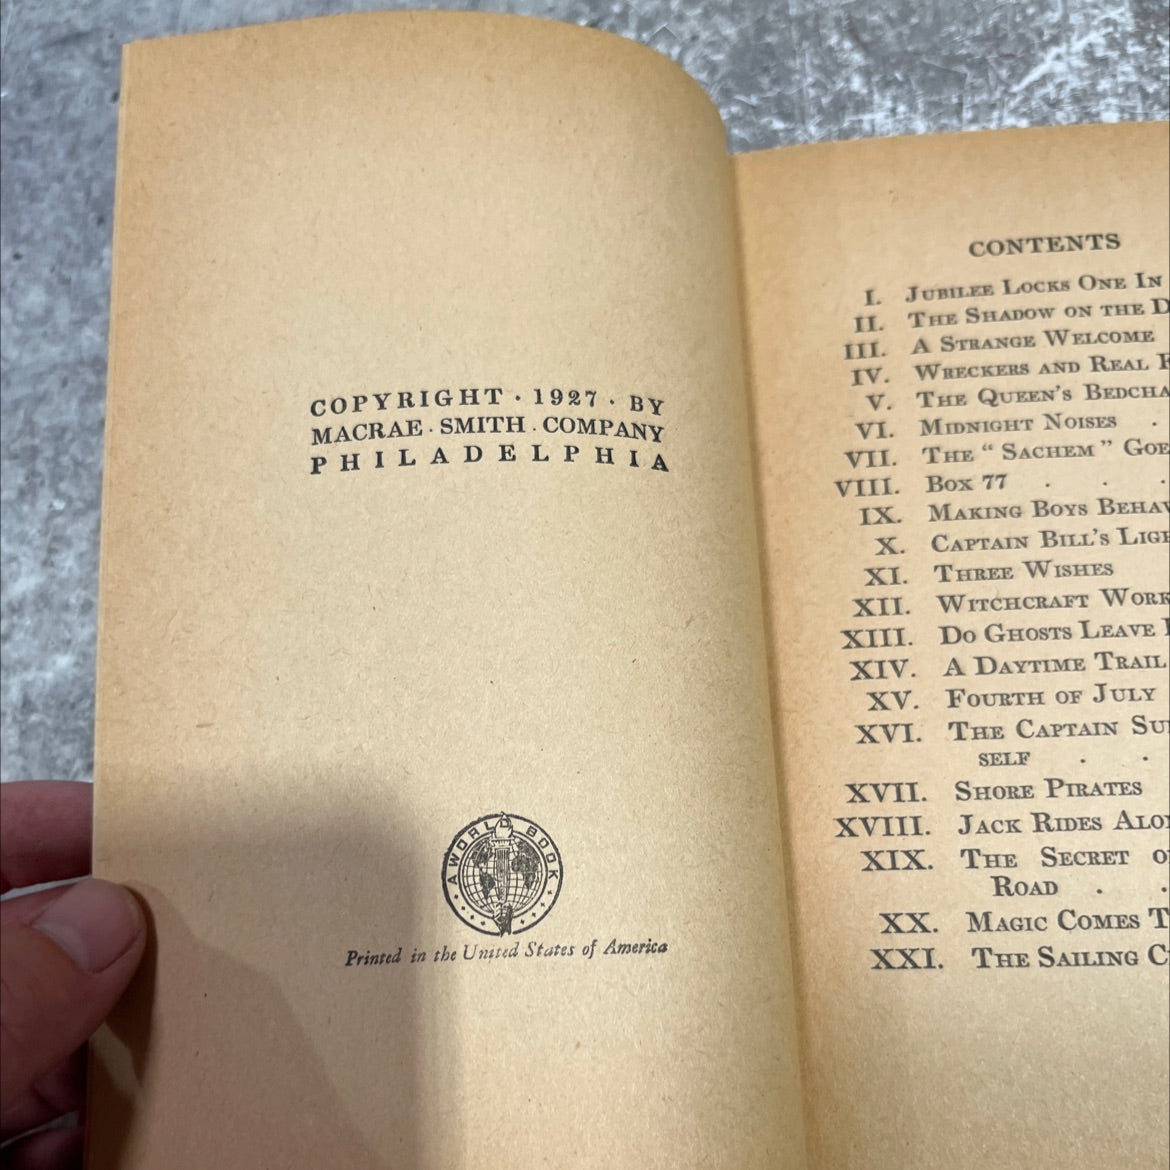 COPYRIGHT · 1927 · BY
MACRAE · SMITH · COMPANY
PHILADELPHIA
A WORLD BOOK
Printed in the United States of America
CONTENTS
I. JUBILEE LOCKS ONE IN
II. THE SHADOW ON THE
III. A STRANGE WELCOME
IV. WRECKERS AND REAL
V. THE QUEEN'S
VI. MIDNIGHT NOISES .
VII. THE "SACHEM"
VIII. BOX 77 . . .
IX. MAKING BOYS
X. CAPTAIN BILL'S
XI. THREE WISHES
XII. WITCHCRAFT
XIII. DO GHOSTS LEAVE
XIV. A DAYTIME TRAIL
XV. FOURTH OF JULY
XVI. THE CAPTAIN
SELF . .
XVII. SHORE PIRATES
XVIII. JACK RIDES
XIX. THE SECRET
ROAD . .
XX. MAGIC COMES
XXI. THE SAILING